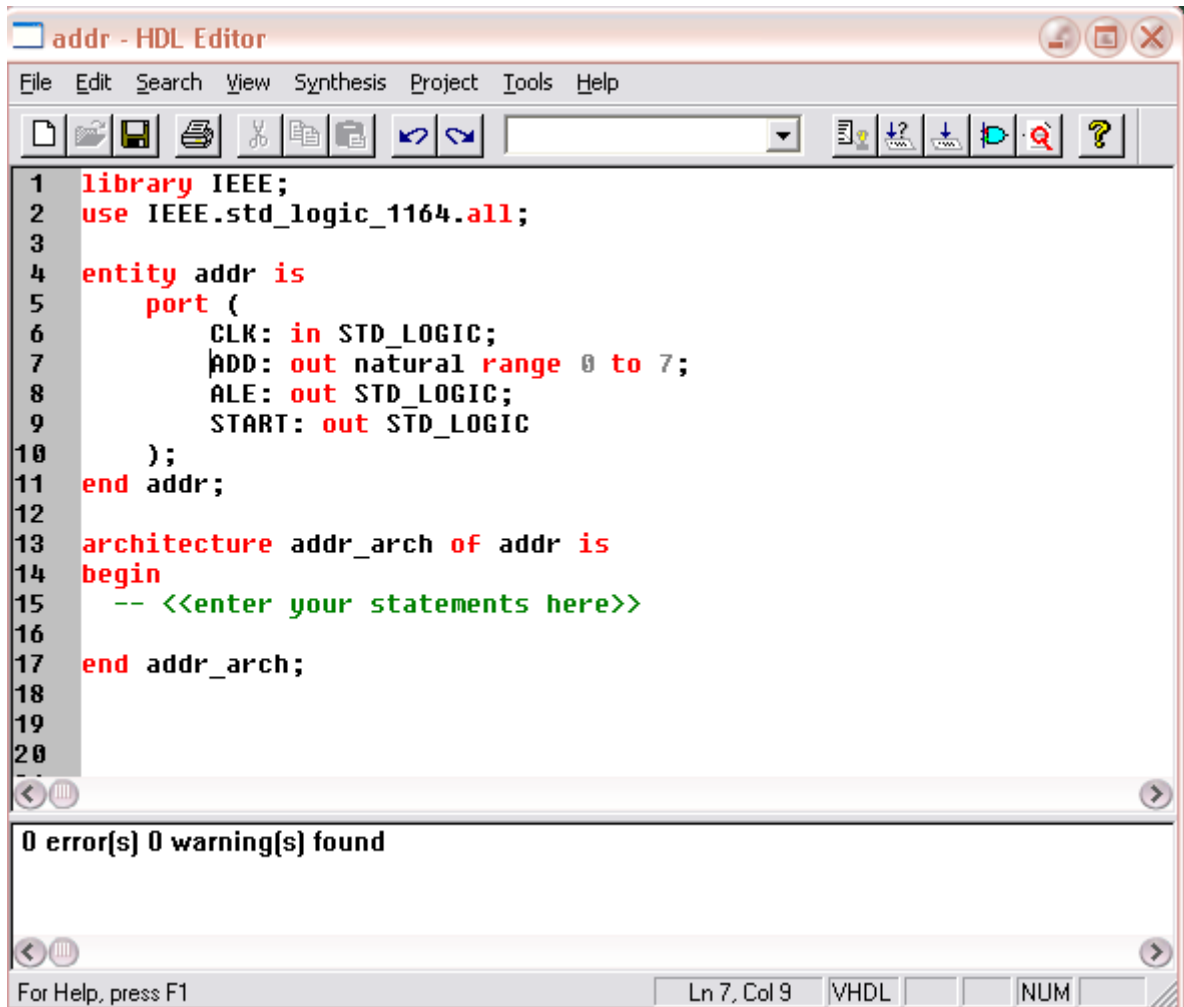 addr - HDL Editor
File Edit Search View Synthesis Project Tools Help
1 library IEEE;
2 use IEEE.std_logic_1164.all;
3
4 entity addr is
5 port (
6 CLK: in STD_LOGIC;
7 ADD: out natural range 0 to 7;
8 ALE: out STD_LOGIC;
9 START: out STD_LOGIC
10 );
11 end addr;
12
13 architecture addr_arch of addr is
14 begin
15 -- <<enter your statements here>>
16
17 end addr_arch;
18
19
20
0 error(s) 0 warning(s) found
For Help, press F1 Ln 7, Col 9 VHDL NUM